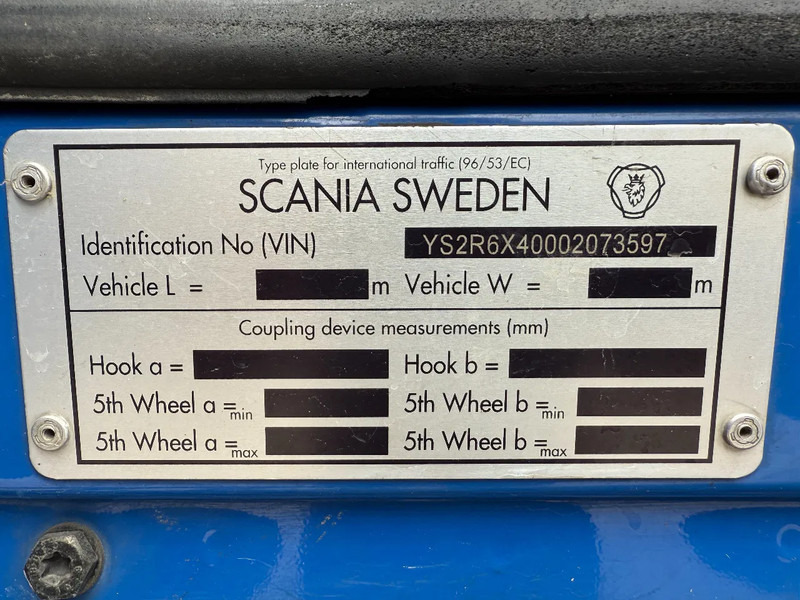 Type plate for international traffic (96/53/EC)
SCANIA SWEDEN
Identification No (VIN) YS2R6X40002073597
Vehicle L = m Vehicle W = m
Coupling device measurements (mm)
Hook a = Hook b =
5th Wheel a =min 5th Wheel b =min
5th Wheel a =max 5th Wheel b =max